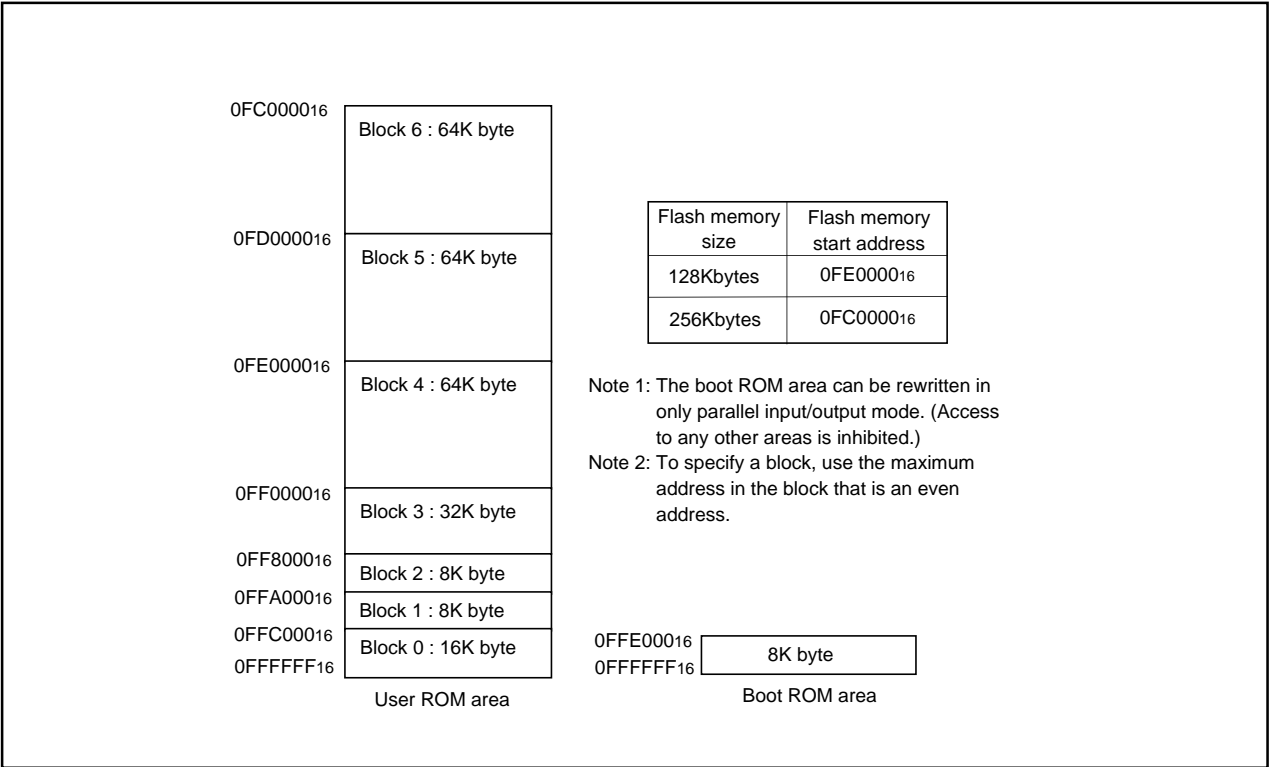 0FC000016
Block 6 : 64K byte
0FD000016
Block 5 : 64K byte
0FE000016
Block 4 : 64K byte
0FF000016
Block 3 : 32K byte
0FF800016
Block 2 : 8K byte
0FFA00016
Block 1 : 8K byte
0FFC00016
Block 0 : 16K byte
0FFFFFF16
User ROM area
Flash memory size
Flash memory start address
128Kbytes
0FE000016
256Kbytes
0FC000016
Note 1: The boot ROM area can be rewritten in
only parallel input/output mode. (Access
to any other areas is inhibited.)
Note 2: To specify a block, use the maximum
address in the block that is an even
address.
0FFE00016
8K byte
0FFFFFF16
Boot ROM area